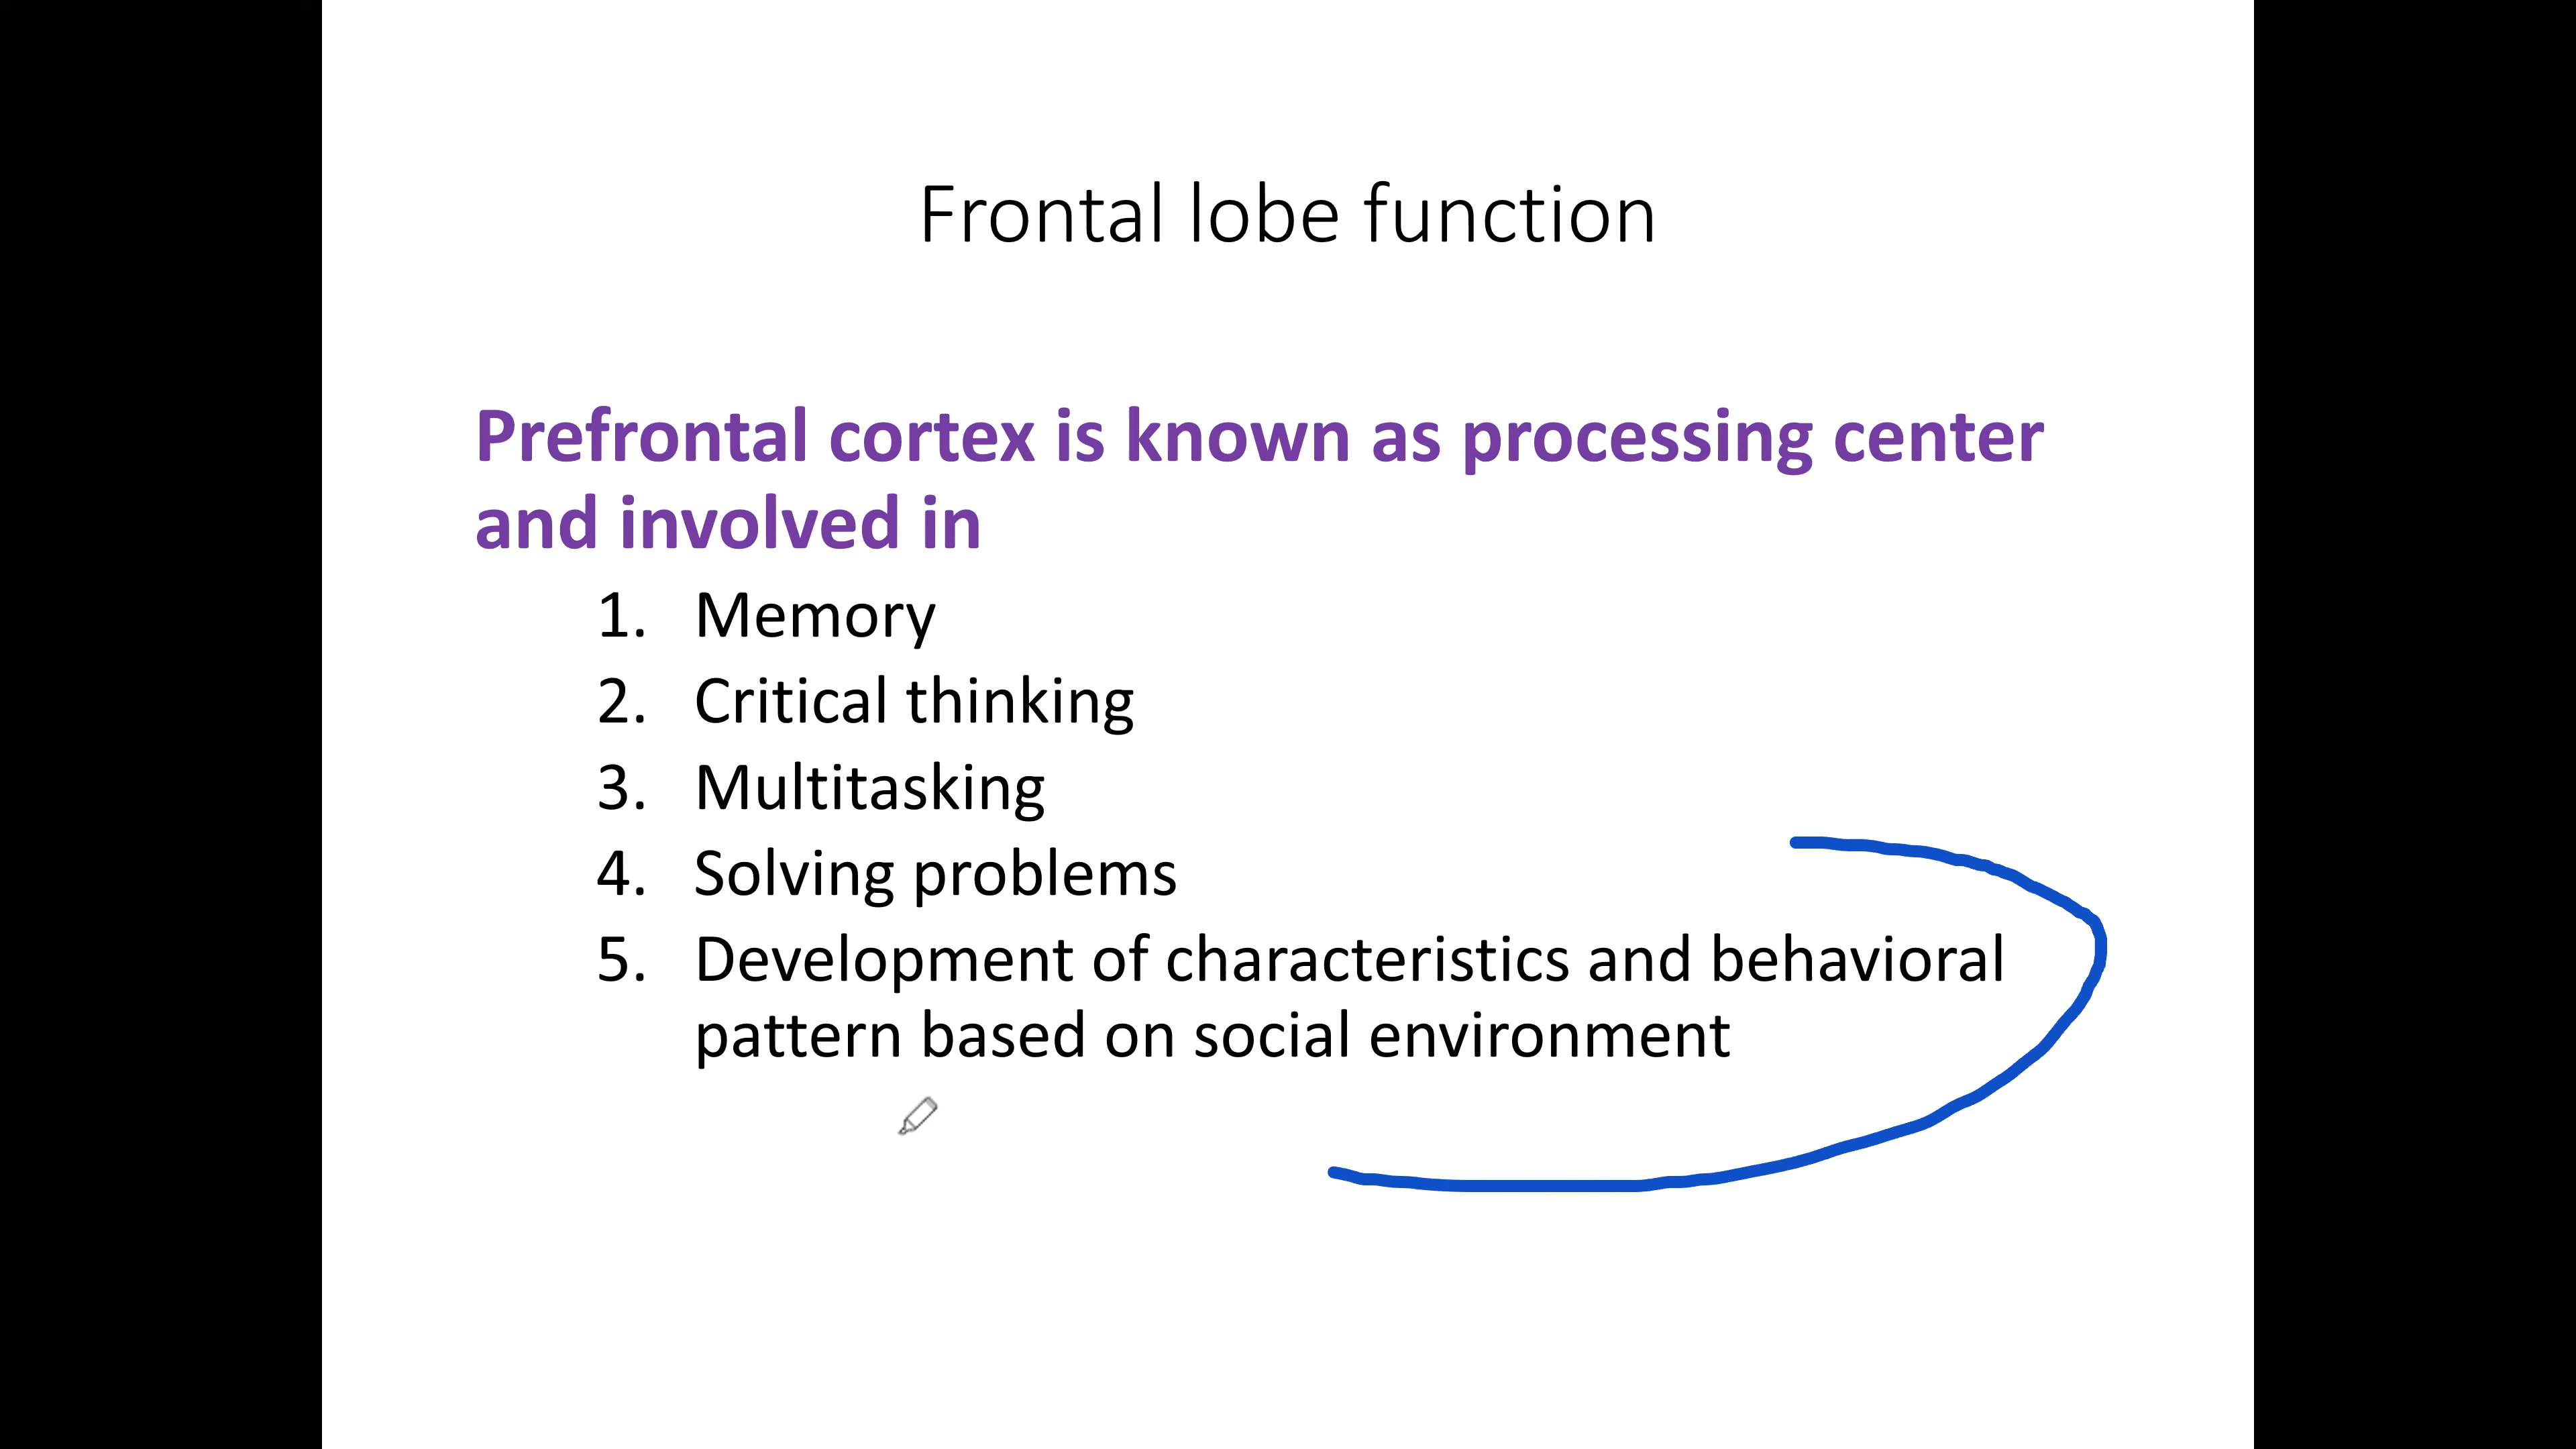 Frontal lobe function
Prefrontal cortex is known as processing center
and involved in
1. Memory
2. Critical thinking
3. Multitasking
4. Solving problems
5. Development of characteristics and behavioral
pattern based on social environment